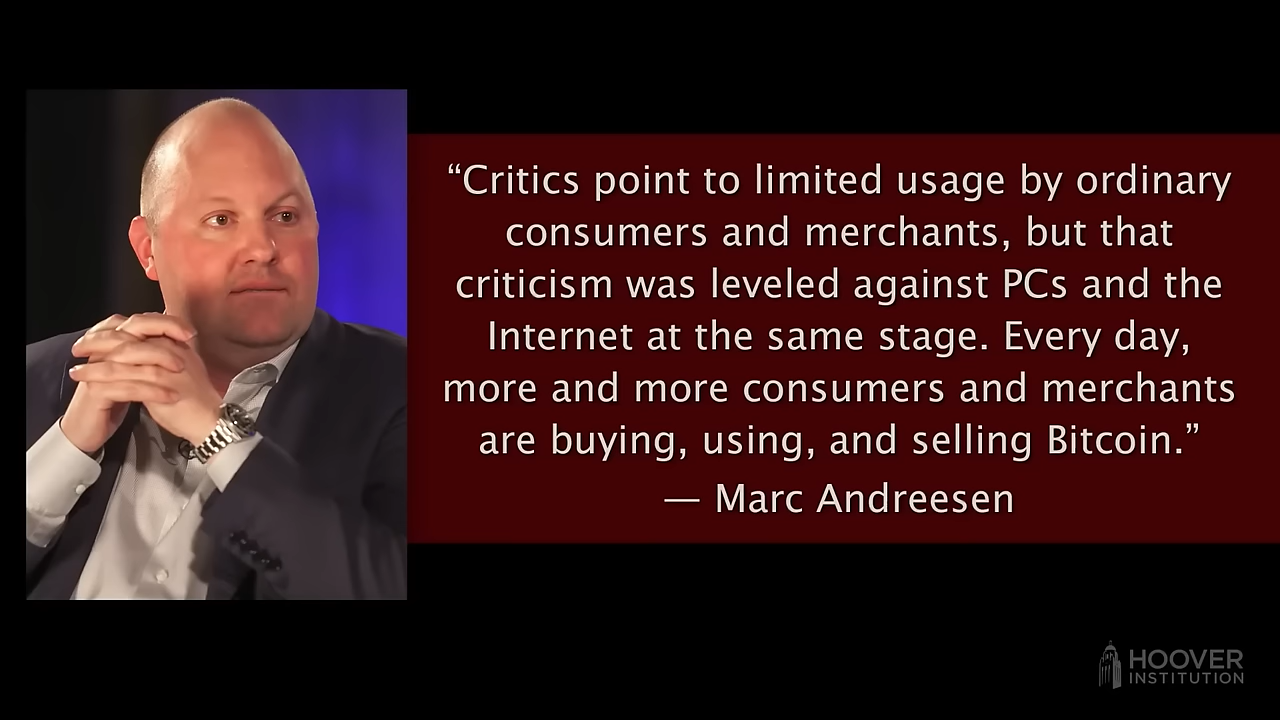 “Critics point to limited usage by ordinary
consumers and merchants, but that
criticism was leveled against PCs and the
Internet at the same stage. Every day,
more and more consumers and merchants
are buying, using, and selling Bitcoin.”
— Marc Andreesen
HOOVER
INSTITUTION